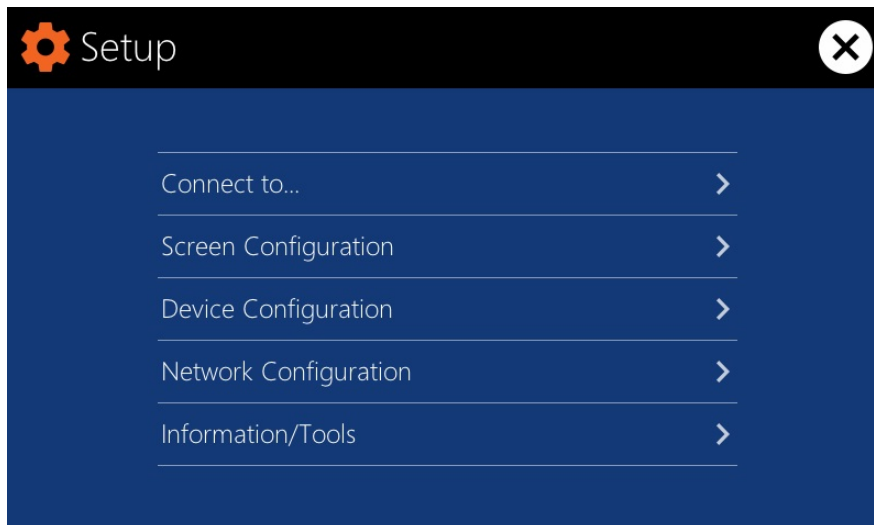 Setup
Connect to...
Screen Configuration
Device Configuration
Network Configuration
Information/Tools